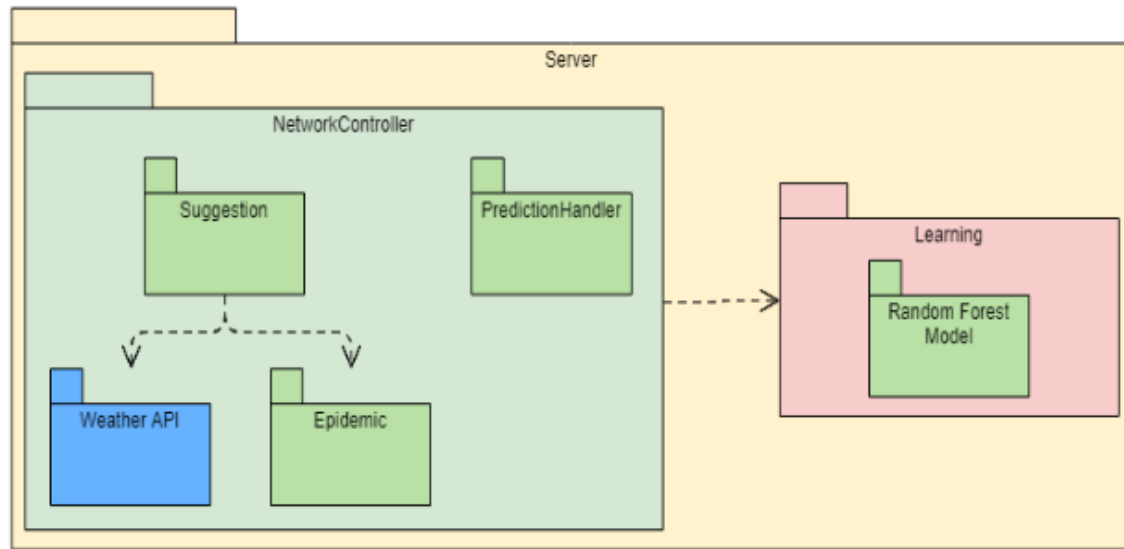 Server
NetworkController
Suggestion
PredictionHandler
Learning
Random Forest
Model
Weather API
Epidemic